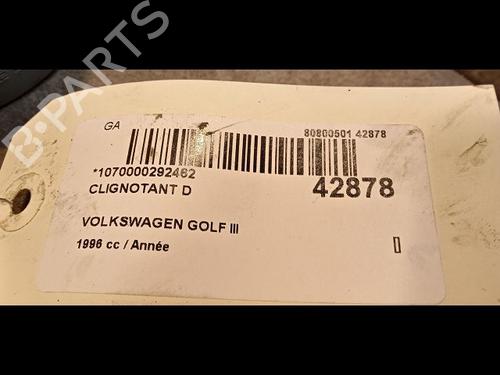 B-PARTS
GA
80800501 42878
*1070000292462
CLIGNOTANT D
42878
VOLKSWAGEN GOLF III
1996 cc / Année